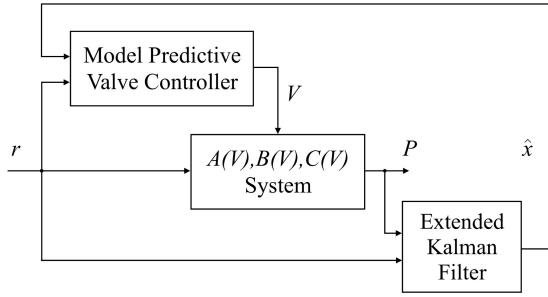 Model Predictive
Valve Controller
V
r
A(V),B(V),C(V)
System
P
x̂
Extended
Kalman
Filter